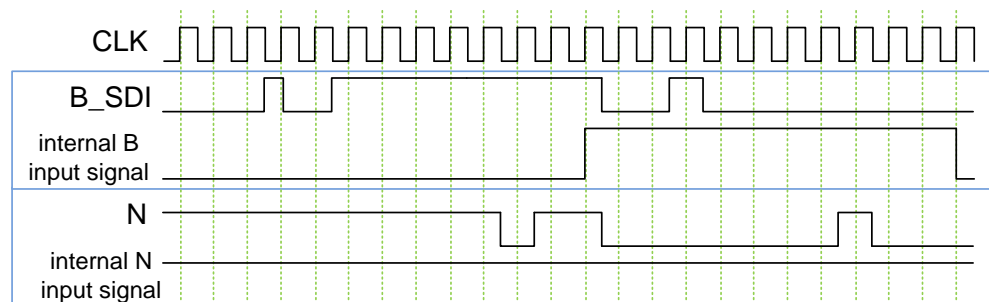 CLK
B_SDI
internal B
input signal
N
internal N
input signal